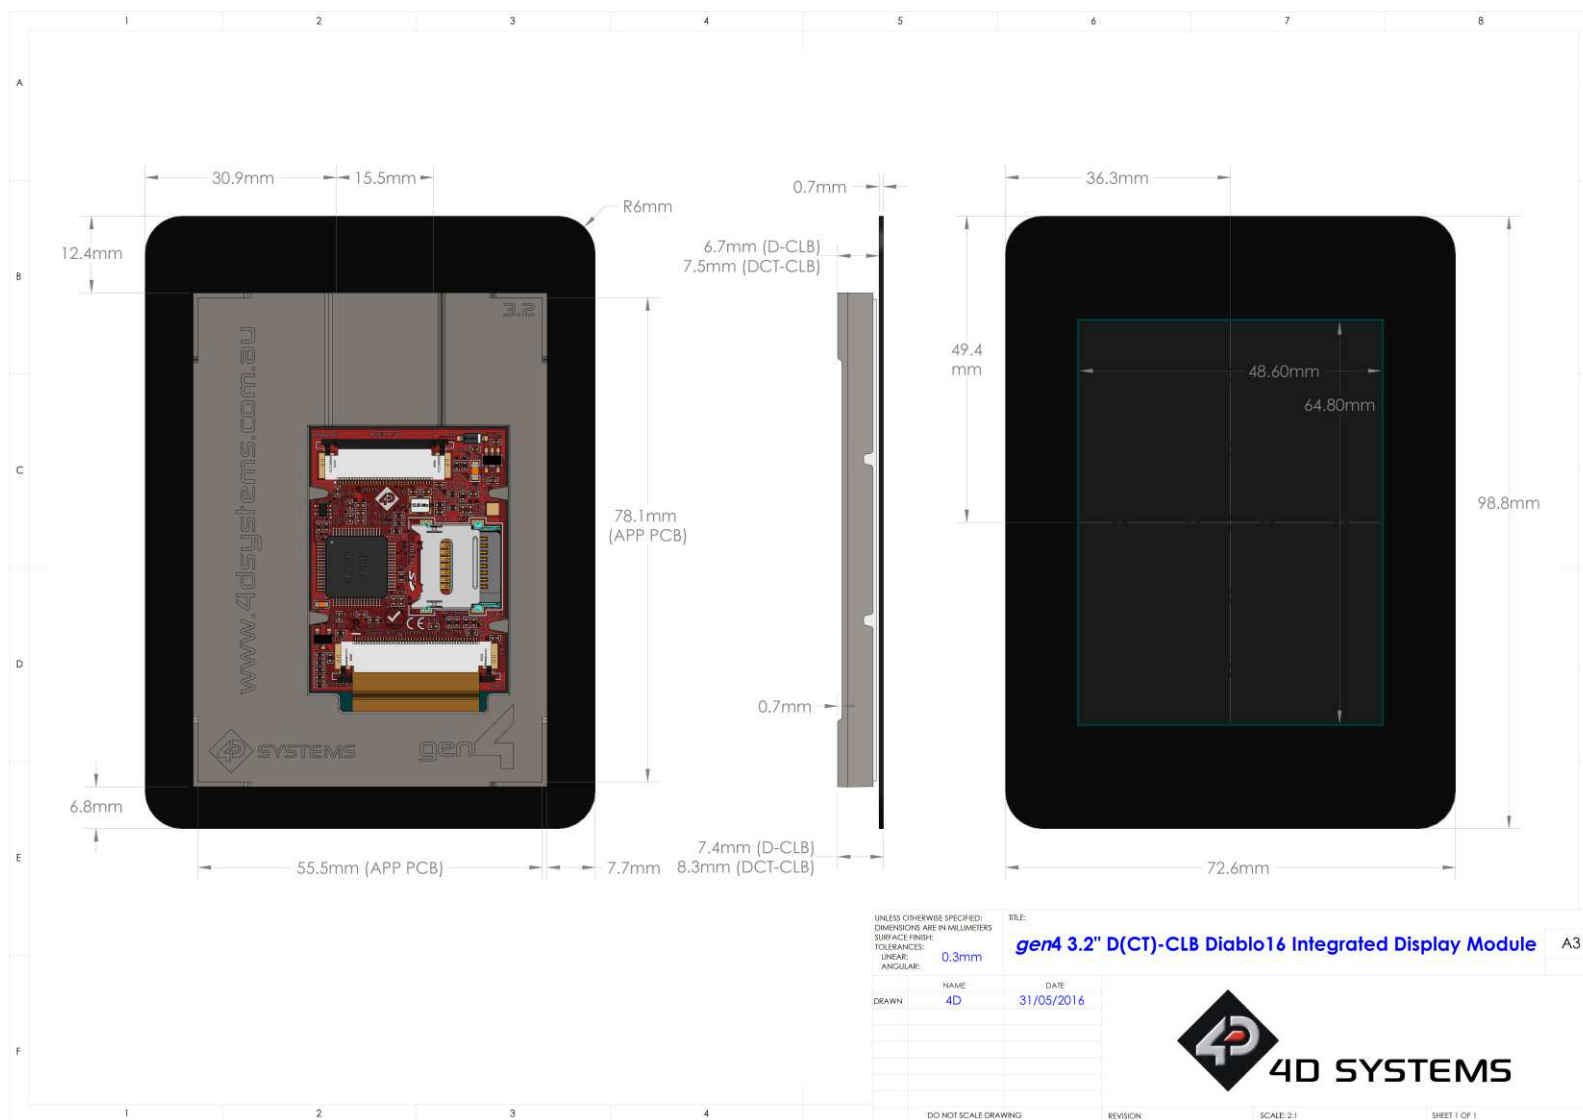 1 2 3 4 5 6 7 8
A
B
C
D
E
F
30.9mm
15.5mm
R6mm
12.4mm
3.2
www.4dsystems.com.au
78.1mm
(APP PCB)
CE
4D SYSTEMS
gen4
6.8mm
55.5mm (APP PCB)
7.7mm
0.7mm
6.7mm (D-CLB)
7.5mm (DCT-CLB)
0.7mm
7.4mm (D-CLB)
8.3mm (DCT-CLB)
36.3mm
49.4
mm
48.60mm
64.80mm
98.8mm
72.6mm
UNLESS OTHERWISE SPECIFIED:
DIMENSIONS ARE IN MILLIMETERS
SURFACE FINISH:
TOLERANCES:
LINEAR: 0.3mm
ANGULAR:
TITLE:
gen4 3.2" D(CT)-CLB Diablo16 Integrated Display Module
A3
NAME DATE
DRAWN 4D 31/05/2016
4D SYSTEMS
DO NOT SCALE DRAWING
REVISION
SCALE: 2:1
SHEET 1 OF 1
1 2 3 4